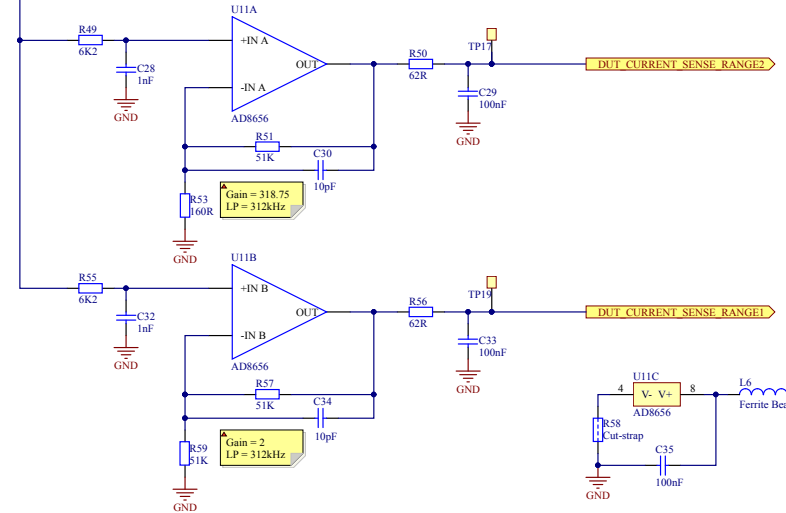 U11A
R49
6K2
C28
1nF
GND
+IN A
-IN A
OUT
AD8656
R50
62R
TP17
C29
100nF
GND
DUT_CURRENT_SENSE_RANGE2
R51
51K
C30
10pF
R53
160R
GND
Gain = 318.75
LP = 312kHz
U11B
R55
6K2
C32
1nF
GND
+IN B
-IN B
OUT
AD8656
R56
62R
TP19
C33
100nF
GND
DUT_CURRENT_SENSE_RANGE1
R57
51K
C34
10pF
R59
51K
GND
Gain = 2
LP = 312kHz
U11C
4
V- V+
8
AD8656
L6
Ferrite Bea
R58
Cut-strap
C35
100nF
GND